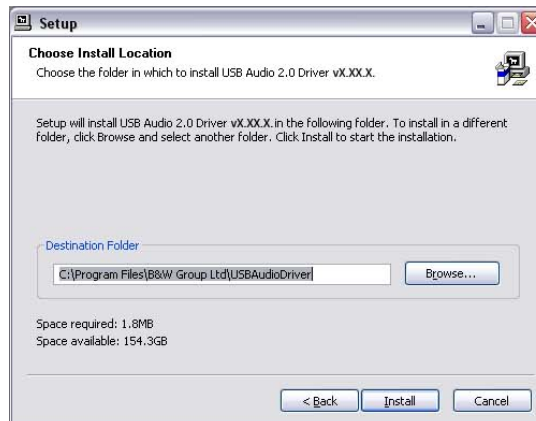 Setup
Choose Install Location
Choose the folder in which to install USB Audio 2.0 Driver vX.XX.X.
Setup will install USB Audio 2.0 Driver vX.XX.X.in the following folder. To install in a different
folder, click Browse and select another folder. Click Install to start the installation.
Destination Folder
C:\Program Files\B&W Group Ltd\USBAudioDriver
Browse...
Space required: 1.8MB
Space available: 154.3GB
< Back
Install
Cancel